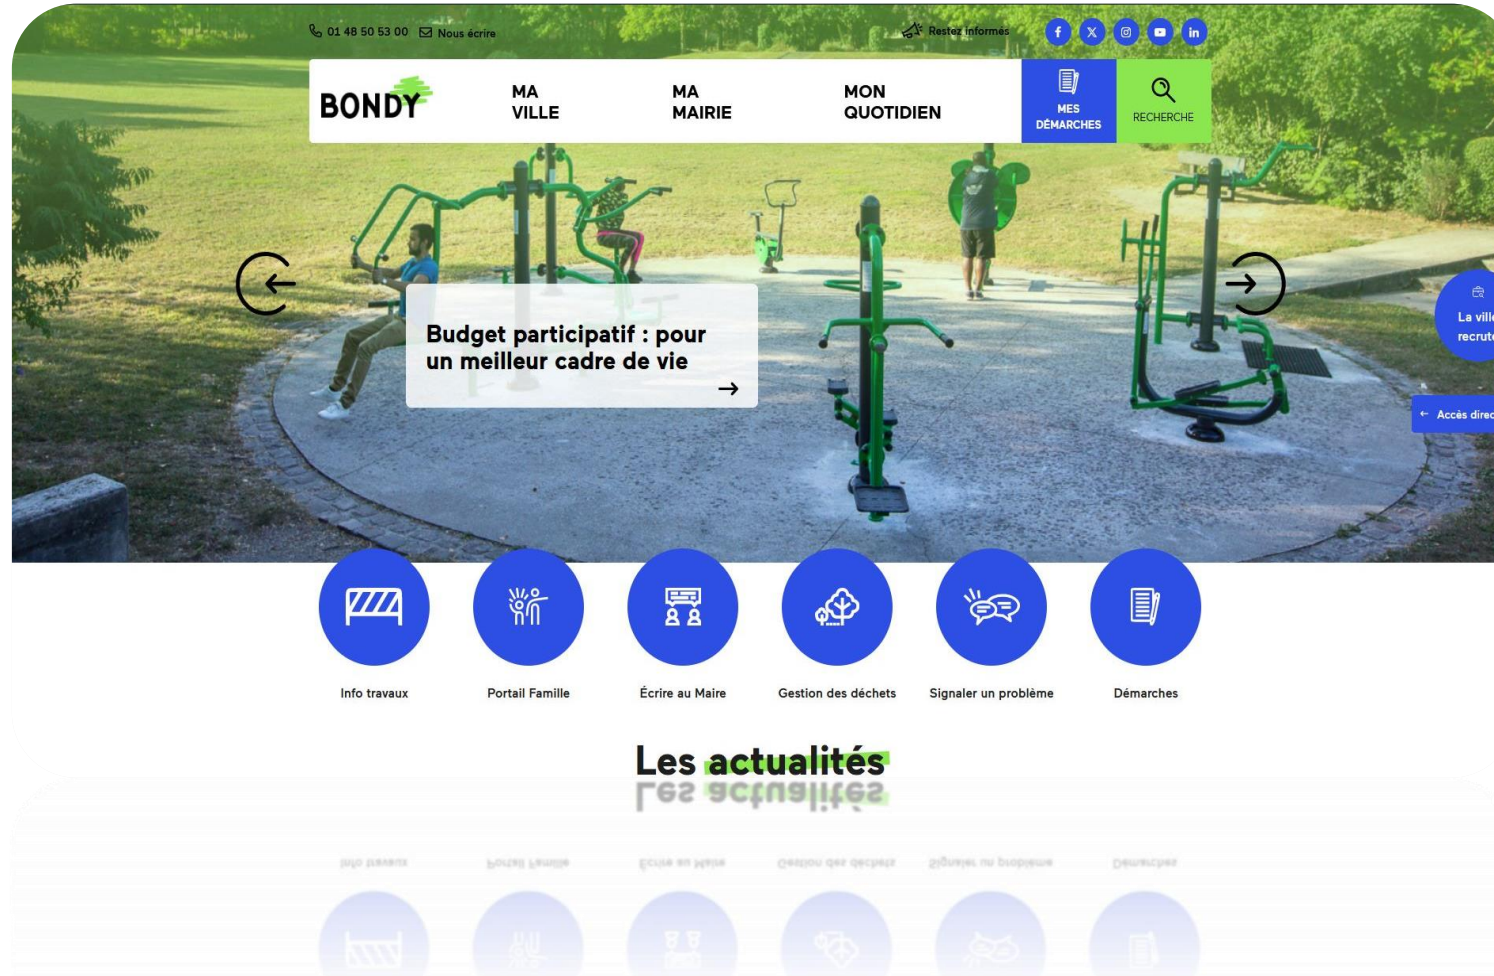 01 48 50 53 00 Nous écrire
Restez informés
BONDY
MA
VILLE
MA
MAIRIE
MON
QUOTIDIEN
MES
DÉMARCHES
RECHERCHE
Budget participatif : pour
un meilleur cadre de vie
La ville
recrute
← Accès direc
Info travaux
Portail Famille
Écrire au Maire
Gestion des déchets
Signaler un problème
Démarches
Les actualités